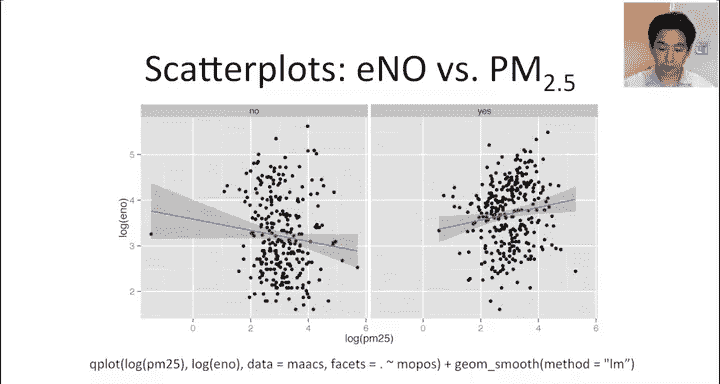 Scatterplots: eNO vs. PM2.5
no yes
5
4
3
2
log(eno)
0 2 4 6 0 2 4 6
log(pm25)
qplot(log(pm25), log(eno), data = maacs, facets = . ~ mopos) + geom_smooth(method = "lm")